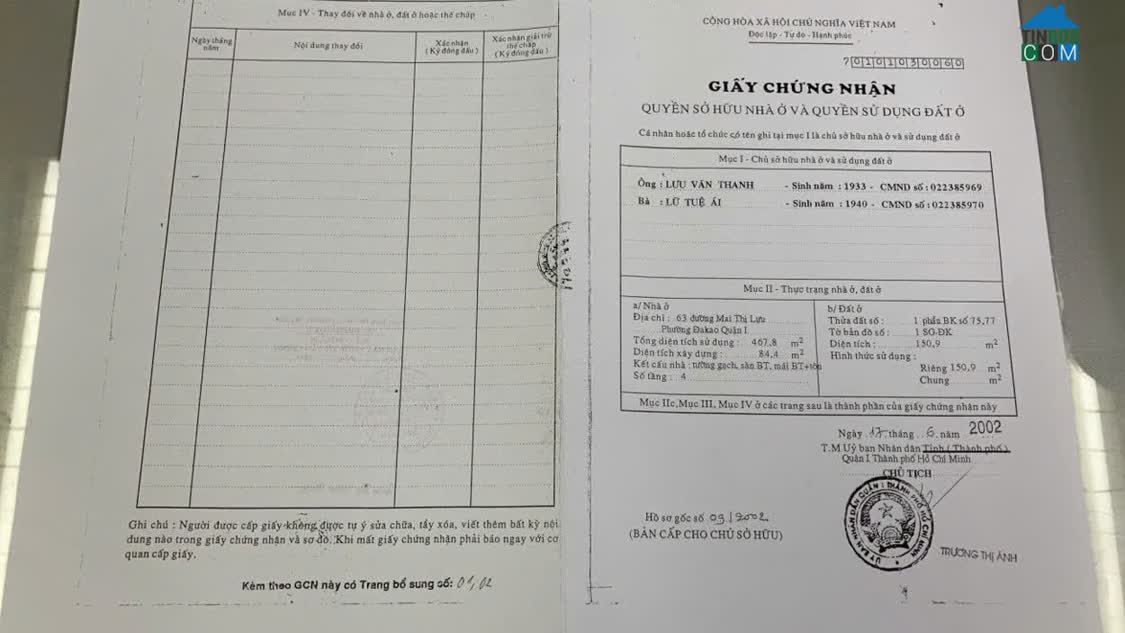 Mục IV - Thay đổi về nhà ở, đất ở hoặc thế chấp
Ngày tháng năm
Nội dung thay đổi
Xác nhận
(Ký đóng dấu)
Xác nhận giải trừ thế chấp
(Ký đóng dấu)
Ghi chú : Người được cấp giấy không được tự ý sửa chữa, tẩy xóa, viết thêm bất kỳ nội
dung nào trong giấy chứng nhận và sơ đồ. Khi mất giấy chứng nhận phải báo ngay với cơ
quan cấp giấy.
Kèm theo GCN này có Trang bổ sung số: 01,02
CỘNG HÒA XÃ HỘI CHỦ NGHĨA VIỆT NAM
Độc lập - Tự do - Hạnh phúc
70101030060
GIẤY CHỨNG NHẬN
QUYỀN SỞ HỮU NHÀ Ở VÀ QUYỀN SỬ DỤNG ĐẤT Ở
Cá nhân hoặc tổ chức có tên ghi tại mục I là chủ sở hữu nhà ở và sử dụng đất ở
Mục I - Chủ sở hữu nhà ở và sử dụng đất ở
Ông : LƯU VĂN THANH - Sinh năm : 1933 - CMND số : 022385969
Bà : LỮ TUỆ ÁI - Sinh năm : 1940 - CMND số : 022385970
Mục II - Thực trạng nhà ở, đất ở
a/ Nhà ở
Địa chỉ : 63 đường Mai Thị Lựu
Phường Đakao Quận 1
Tổng diện tích sử dụng : 467,8 m2
Diện tích xây dựng : 84,4 m2
Kết cấu nhà : tường gạch, sàn BT, mái BT+tôn
Số tầng : 4
b/ Đất ở
Thửa đất số : 1 phần BK số 75,77
Tờ bản đồ số : 1 SG-ĐK
Diện tích : 150,9 m2
Hình thức sử dụng :
Riêng 150,9 m2
Chung m2
Mục IIc, Mục III, Mục IV ở các trang sau là thành phần của giấy chứng nhận này
Ngày 17 tháng 6 năm 2002
T.M Uỷ ban Nhân dân Tỉnh ( Thành phố )
Quận I Thành phố Hồ Chí Minh
CHỦ TỊCH
Hồ sơ gốc số 09/2002
(BẢN CẤP CHO CHỦ SỞ HỮU)
TRƯƠNG THỊ ÁNH
COM